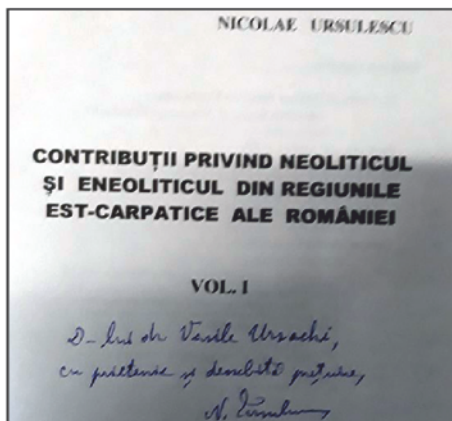 NICOLAE URSULESCU
CONTRIBUȚII PRIVIND NEOLITICUL
ȘI ENEOLITICUL DIN REGIUNILE
EST-CARPATICE ALE ROMÂNIEI
VOL. I
D-lui dr Vasile Ursachi,
cu prietenie și deosebită prețuire,
N. Ursulescu